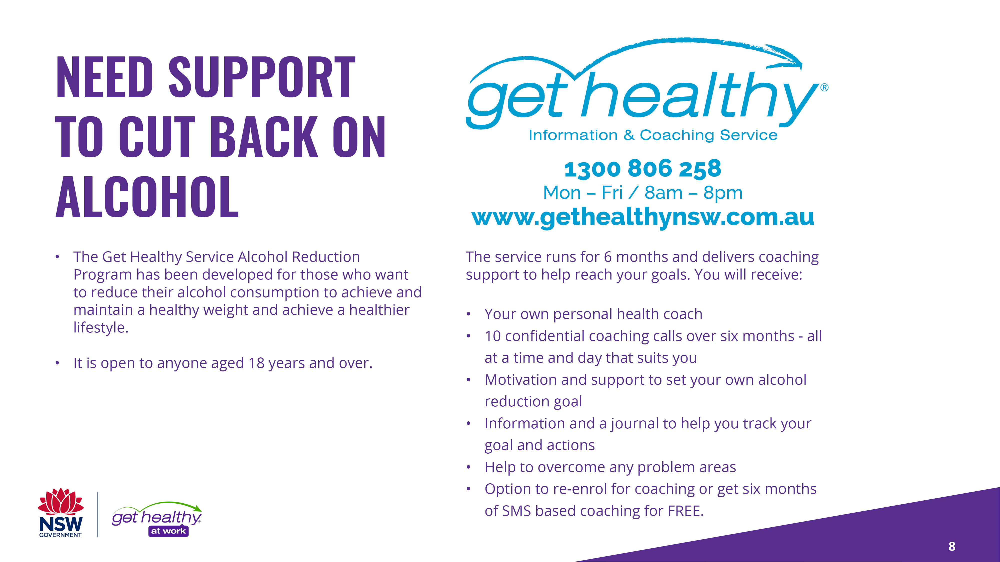 NEED SUPPORT
TO CUT BACK ON
ALCOHOL
• The Get Healthy Service Alcohol Reduction
Program has been developed for those who want
to reduce their alcohol consumption to achieve and
maintain a healthy weight and achieve a healthier
lifestyle.
• It is open to anyone aged 18 years and over.
get healthy®
Information & Coaching Service
1300 806 258
Mon – Fri / 8am – 8pm
www.gethealthynsw.com.au
The service runs for 6 months and delivers coaching
support to help reach your goals. You will receive:
• Your own personal health coach
• 10 confidential coaching calls over six months - all
at a time and day that suits you
• Motivation and support to set your own alcohol
reduction goal
• Information and a journal to help you track your
goal and actions
• Help to overcome any problem areas
• Option to re-enrol for coaching or get six months
of SMS based coaching for FREE.
NSW
GOVERNMENT
get healthy®
at work
8